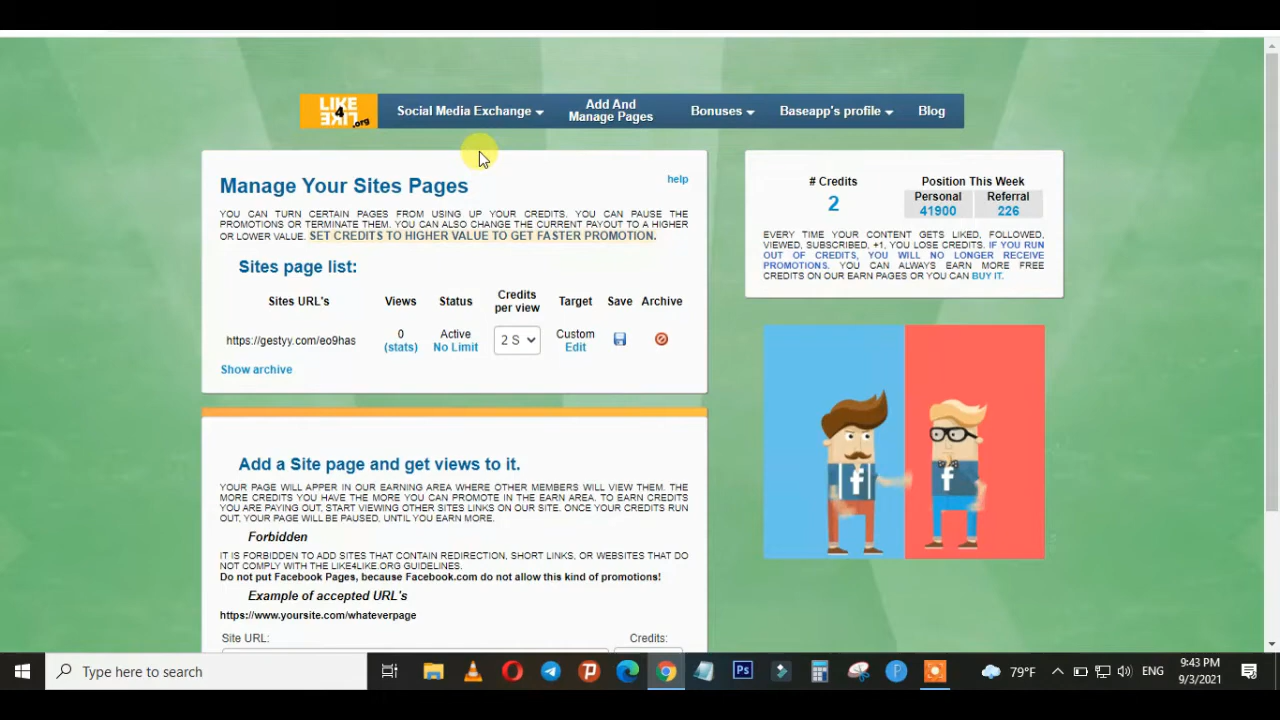 LIKE
4
LIKE
.org
Social Media Exchange
Add And
Manage Pages
Bonuses
Baseapp's profile
Blog
Manage Your Sites Pages
help
YOU CAN TURN CERTAIN PAGES FROM USING UP YOUR CREDITS. YOU CAN PAUSE THE
PROMOTIONS OR TERMINATE THEM. YOU CAN ALSO CHANGE THE CURRENT PAYOUT TO A HIGHER
OR LOWER VALUE. SET CREDITS TO HIGHER VALUE TO GET FASTER PROMOTION.
Sites page list:
Sites URL's Views Status Credits per view Target Save Archive
https://gestyy.com/eo9has 0 Active 2 S Custom
(stats) No Limit Edit
Show archive
# Credits
2
Position This Week
Personal Referral
41900 226
EVERY TIME YOUR CONTENT GETS LIKED, FOLLOWED,
VIEWED, SUBSCRIBED, +1, YOU LOSE CREDITS. IF YOU RUN
OUT OF CREDITS, YOU WILL NO LONGER RECEIVE
PROMOTIONS. YOU CAN ALWAYS EARN MORE FREE
CREDITS ON OUR EARN PAGES OR YOU CAN BUY IT.
f f
Add a Site page and get views to it.
YOUR PAGE WILL APPER IN OUR EARNING AREA WHERE OTHER MEMBERS WILL VIEW THEM. THE
MORE CREDITS YOU HAVE THE MORE YOU CAN PROMOTE IN THE EARN AREA. TO EARN CREDITS
YOU ARE PAYING OUT, START VIEWING OTHER SITES LINKS ON OUR SITE. ONCE YOUR CREDITS RUN
OUT, YOUR PAGE WILL BE PAUSED, UNTIL YOU EARN MORE.
Forbidden
IT IS FORBIDDEN TO ADD SITES THAT CONTAIN REDIRECTION, SHORT LINKS, OR WEBSITES THAT DO
NOT COMPLY WITH THE LIKE4LIKE.ORG GUIDELINES.
Do not put Facebook Pages, because Facebook.com do not allow this kind of promotions!
Example of accepted URL's
https://www.yoursite.com/whateverpage
Site URL: Credits:
Type here to search
Ps
79°F
ENG
9:43 PM
9/3/2021